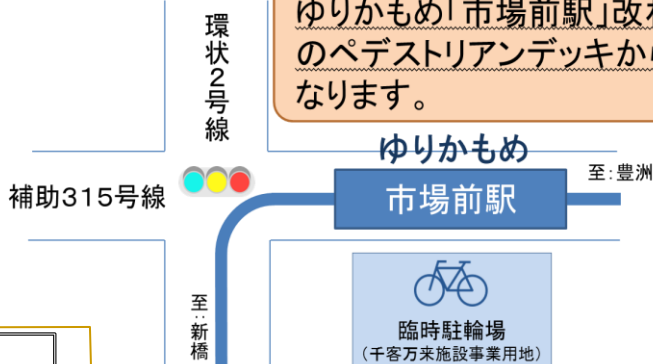 ゆりかもめ「市場前駅」改
のペデストリアンデッキか
なります。
環状2号線
ゆりかもめ
至:豊洲
補助315号線
市場前駅
至:新橋
臨時駐輪場
(千客万来施設事業用地)